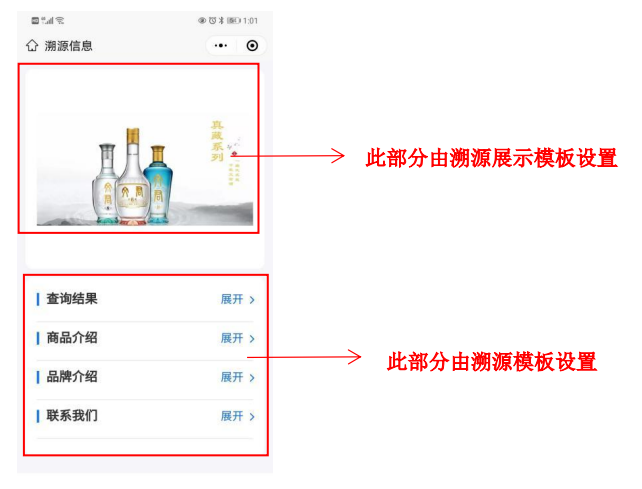 1:01
溯源信息
真藏系列
此部分由溯源展示模板设置
查询结果 展开
商品介绍 展开
此部分由溯源模板设置
品牌介绍 展开
联系我们 展开